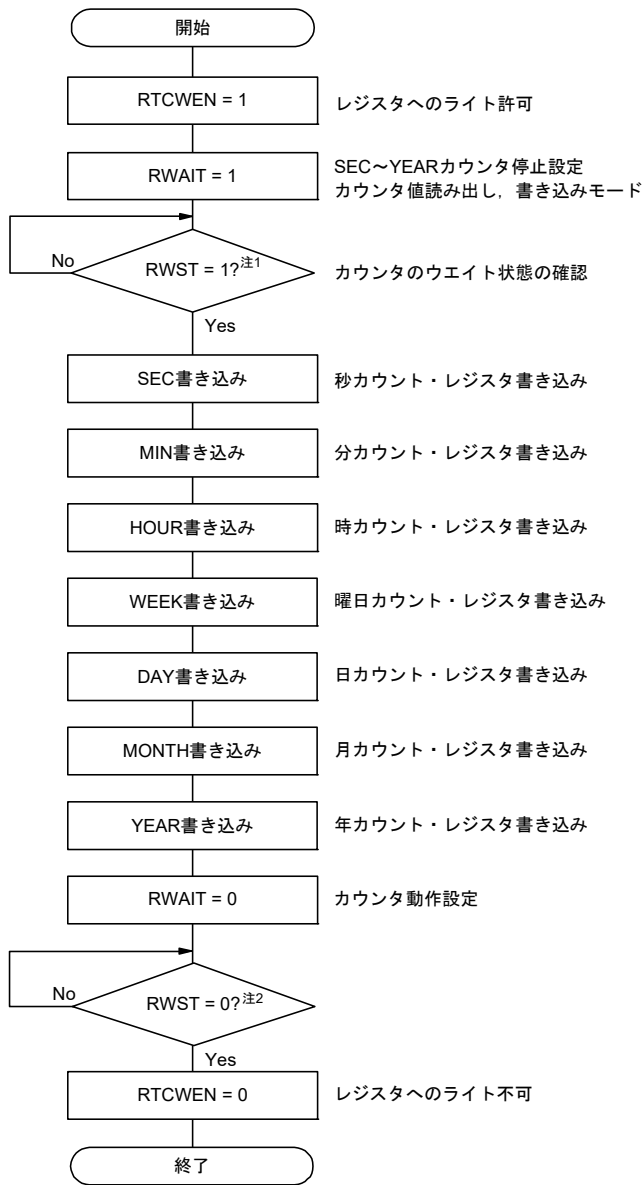 開始
RTCWEN = 1
レジスタへのライト許可
RWAIT = 1
SEC～YEARカウンタ停止設定
カウンタ値読み出し，書き込みモード
No
RWST = 1?注1
カウンタのウエイト状態の確認
Yes
SEC書き込み
秒カウント・レジスタ書き込み
MIN書き込み
分カウント・レジスタ書き込み
HOUR書き込み
時カウント・レジスタ書き込み
WEEK書き込み
曜日カウント・レジスタ書き込み
DAY書き込み
日カウント・レジスタ書き込み
MONTH書き込み
月カウント・レジスタ書き込み
YEAR書き込み
年カウント・レジスタ書き込み
RWAIT = 0
カウンタ動作設定
No
RWST = 0?注2
Yes
RTCWEN = 0
レジスタへのライト不可
終了